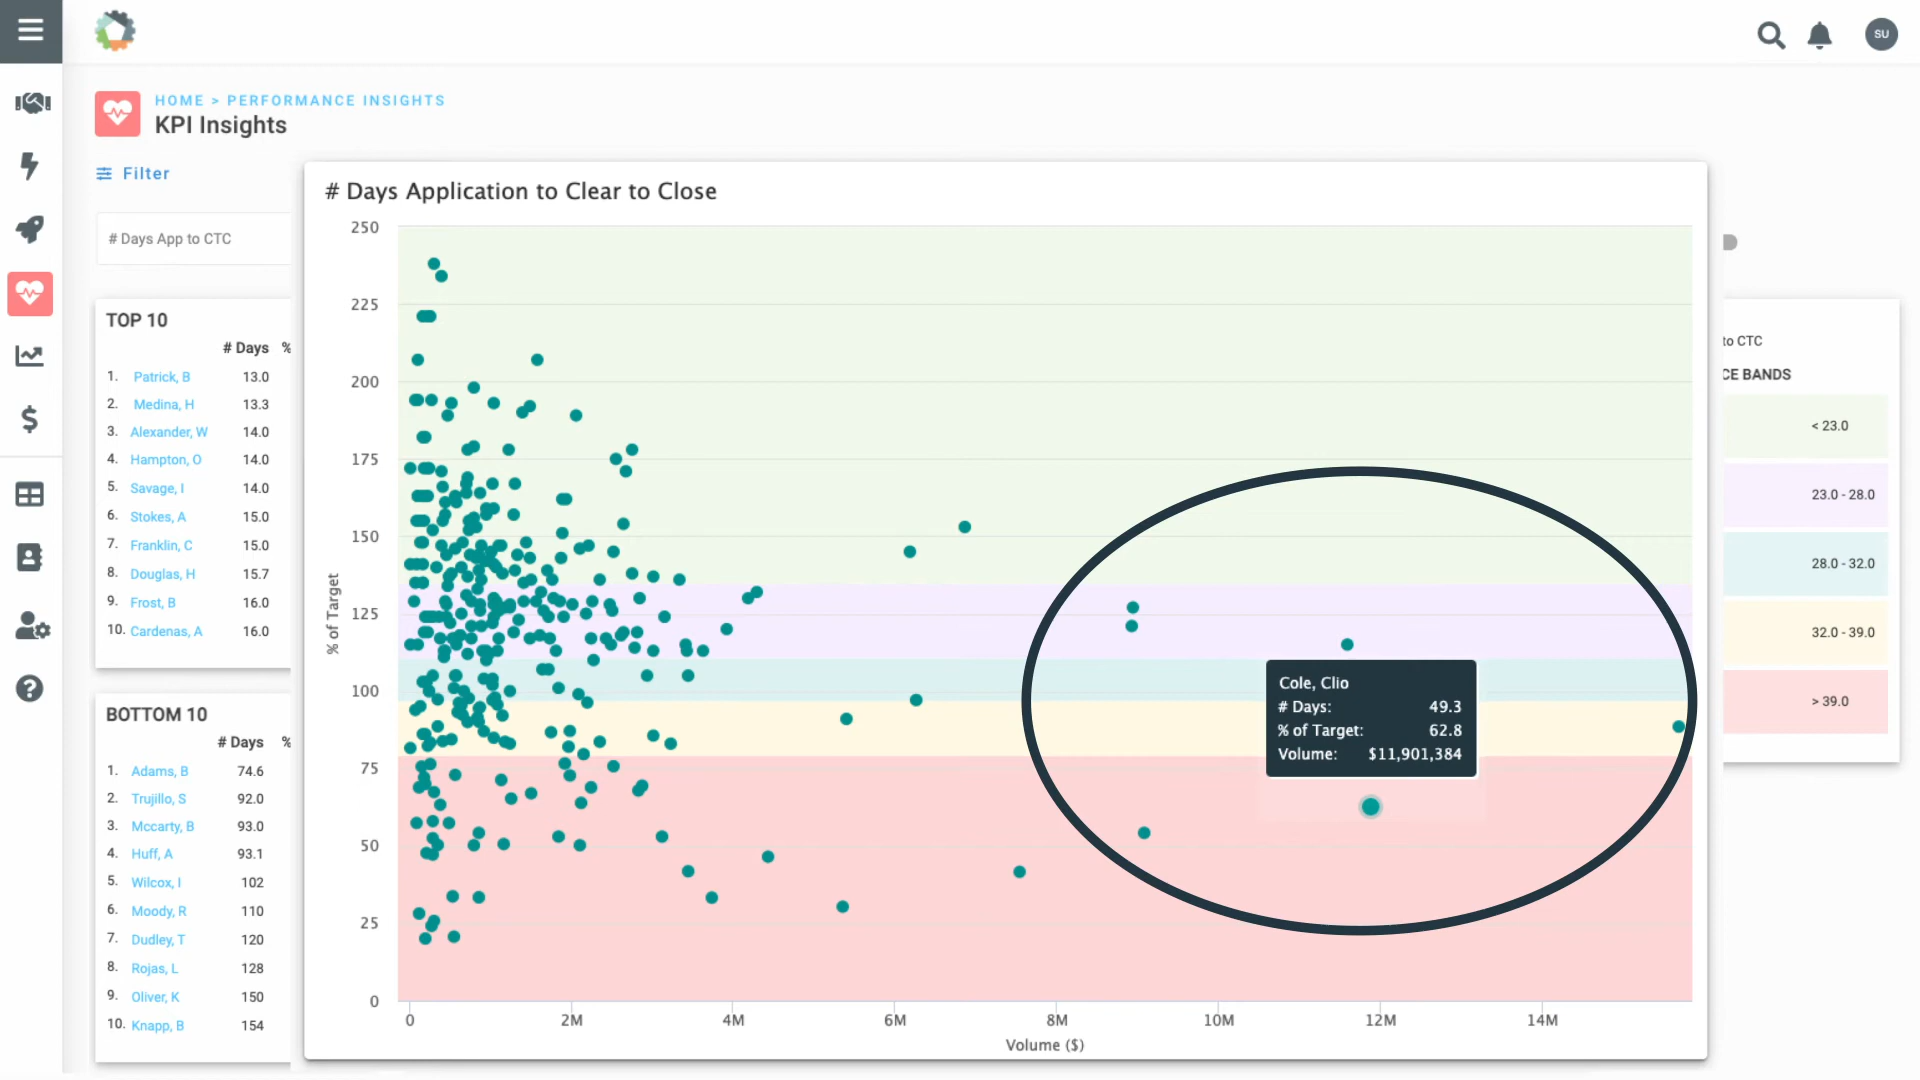 SU
HOME > PERFORMANCE INSIGHTS
KPI Insights
Filter
# Days App to CTC
TOP 10
# Days %
1. Patrick, B 13.0
2. Medina, H 13.3
3. Alexander, W 14.0
4. Hampton, O 14.0
5. Savage, I 14.0
6. Stokes, A 15.0
7. Franklin, C 15.0
8. Douglas, H 15.7
9. Frost, B 16.0
10. Cardenas, A 16.0
BOTTOM 10
# Days %
1. Adams, B 74.6
2. Trujillo, S 92.0
3. Mccarty, B 93.0
4. Huff, A 93.1
5. Wilcox, I 102
6. Moody, R 110
7. Dudley, T 120
8. Rojas, L 128
9. Oliver, K 150
10. Knapp, B 154
# Days Application to Clear to Close
250
225
200
175
150
125
100
75
50
25
0
% of Target
Cole, Clio
# Days: 49.3
% of Target: 62.8
Volume: $11,901,384
0 2M 4M 6M 8M 10M 12M 14M
Volume ($)
to CTC
CE BANDS
< 23.0
23.0 - 28.0
28.0 - 32.0
32.0 - 39.0
> 39.0